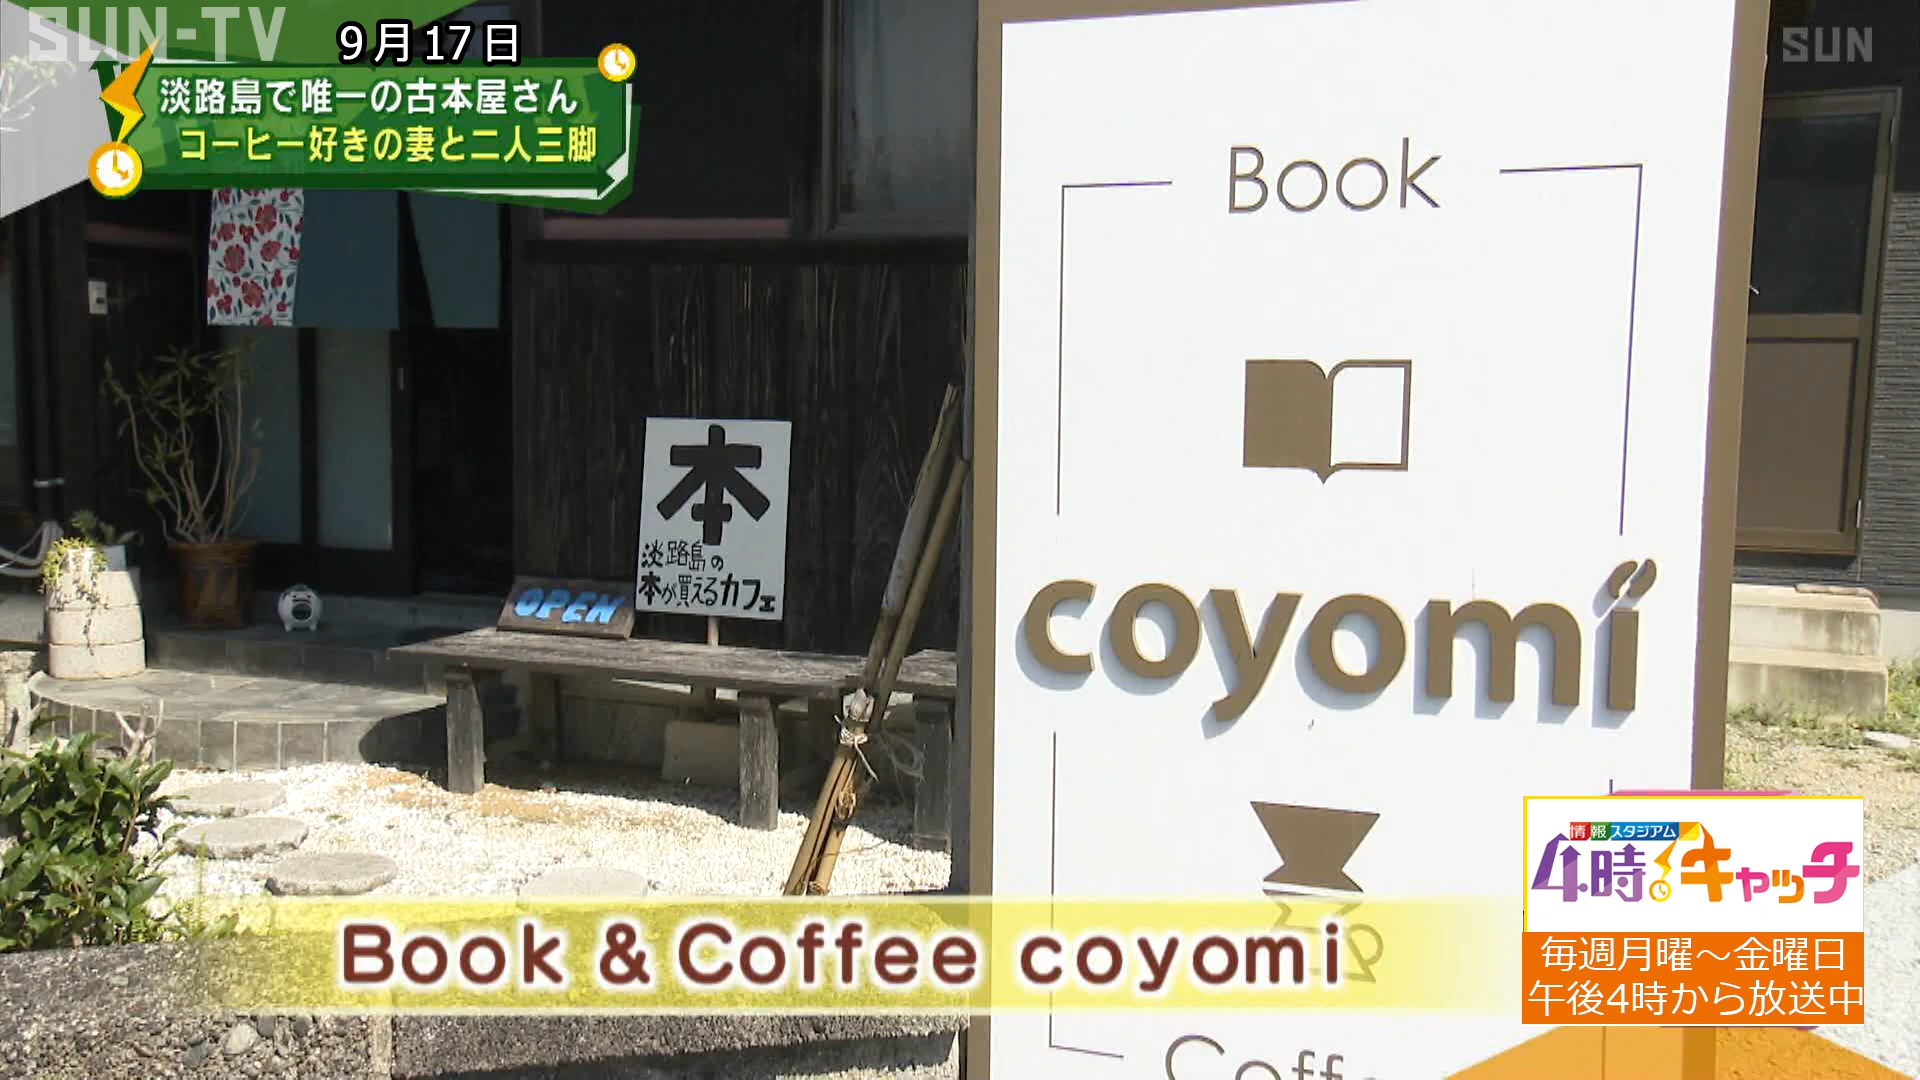 SUN-TV
9月17日
SUN
淡路島で唯一の古本屋さん
コーヒー好きの妻と二人三脚
Book
coyomi
本
淡路島の
本が買えるカフェ
OPEN
情報スタジアム
4時!キャッチ
Book & Coffee coyomi
毎週月曜～金曜日
午後4時から放送中